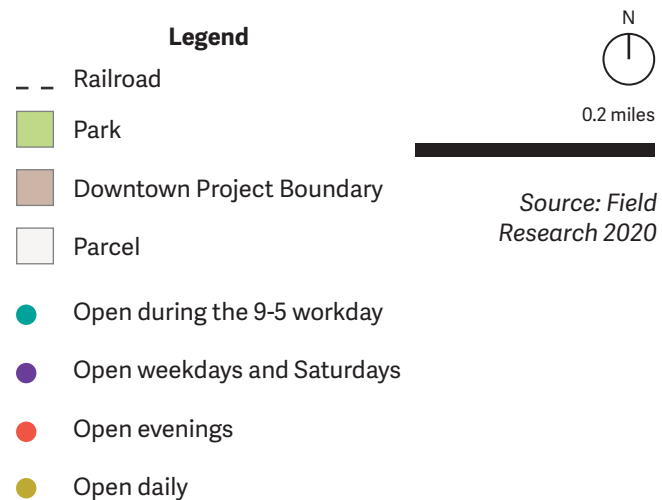 Legend
Railroad
Park
Downtown Project Boundary
Parcel
Open during the 9-5 workday
Open weekdays and Saturdays
Open evenings
Open daily
N
0.2 miles
Source: Field
Research 2020